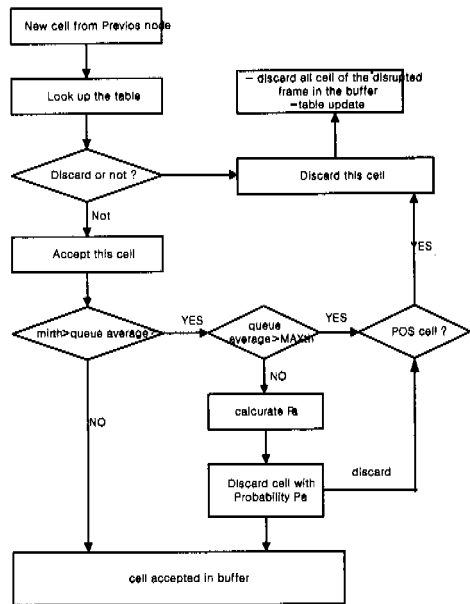 New cell from Previos node
Look up the table
– discard all cell of the disrupted
frame in the buffer
–table update
Discard or not ?
Discard this cell
Not
YES
Accept this cell
minth>queue average?
YES
queue
average>MAXth
YES
POS cell ?
NO
NO
calcurate Pa
Discard cell with
Probability Pa
discard
cell accepted in buffer